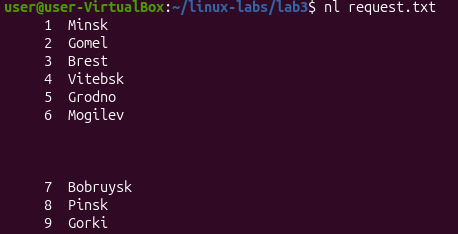 user@user-VirtualBox:~/linux-labs/lab3$ nl request.txt
1 Minsk
2 Gomel
3 Brest
4 Vitebsk
5 Grodno
6 Mogilev
7 Bobruysk
8 Pinsk
9 Gorki